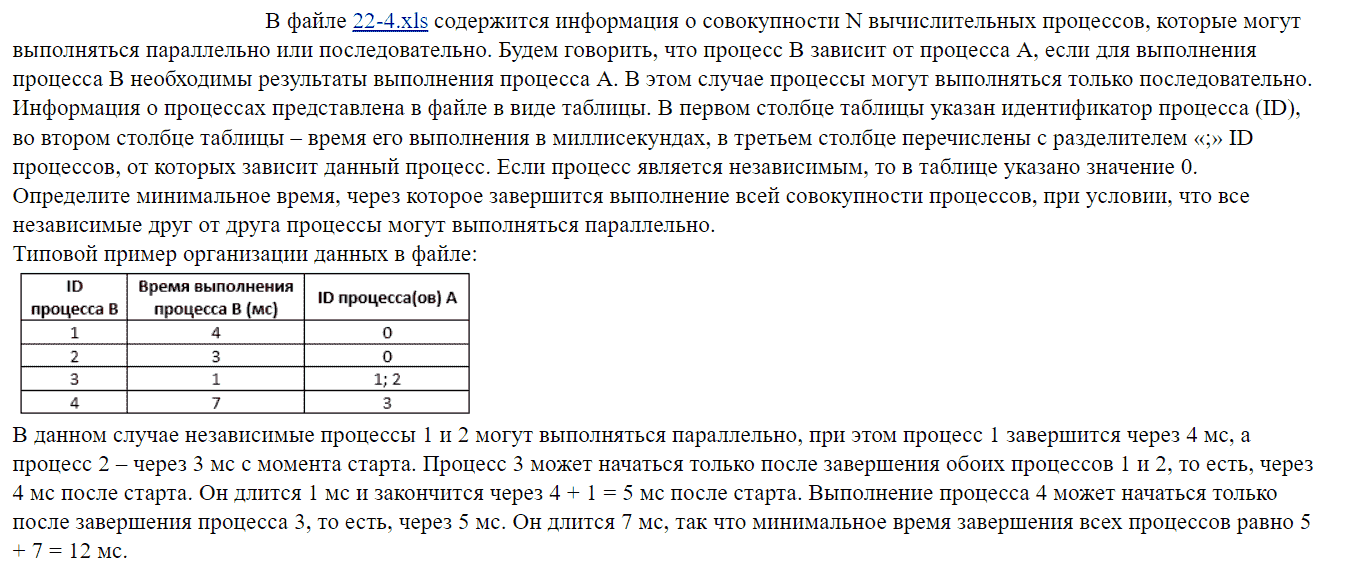 В файле 22-4.xls содержится информация о совокупности N вычислительных процессов, которые могут
выполняться параллельно или последовательно. Будем говорить, что процесс B зависит от процесса A, если для выполнения
процесса B необходимы результаты выполнения процесса A. В этом случае процессы могут выполняться только последовательно.
Информация о процессах представлена в файле в виде таблицы. В первом столбце таблицы указан идентификатор процесса (ID),
во втором столбце таблицы – время его выполнения в миллисекундах, в третьем столбце перечислены с разделителем «;» ID
процессов, от которых зависит данный процесс. Если процесс является независимым, то в таблице указано значение 0.
Определите минимальное время, через которое завершится выполнение всей совокупности процессов, при условии, что все
независимые друг от друга процессы могут выполняться параллельно.
Типовой пример организации данных в файле:
ID процесса B | Время выполнения процесса B (мс) | ID процесса(ов) A
1 4 0
2 3 0
3 1 1; 2
4 7 3
В данном случае независимые процессы 1 и 2 могут выполняться параллельно, при этом процесс 1 завершится через 4 мс, а
процесс 2 – через 3 мс с момента старта. Процесс 3 может начаться только после завершения обоих процессов 1 и 2, то есть, через
4 мс после старта. Он длится 1 мс и закончится через 4 + 1 = 5 мс после старта. Выполнение процесса 4 может начаться только
после завершения процесса 3, то есть, через 5 мс. Он длится 7 мс, так что минимальное время завершения всех процессов равно 5
+ 7 = 12 мс.